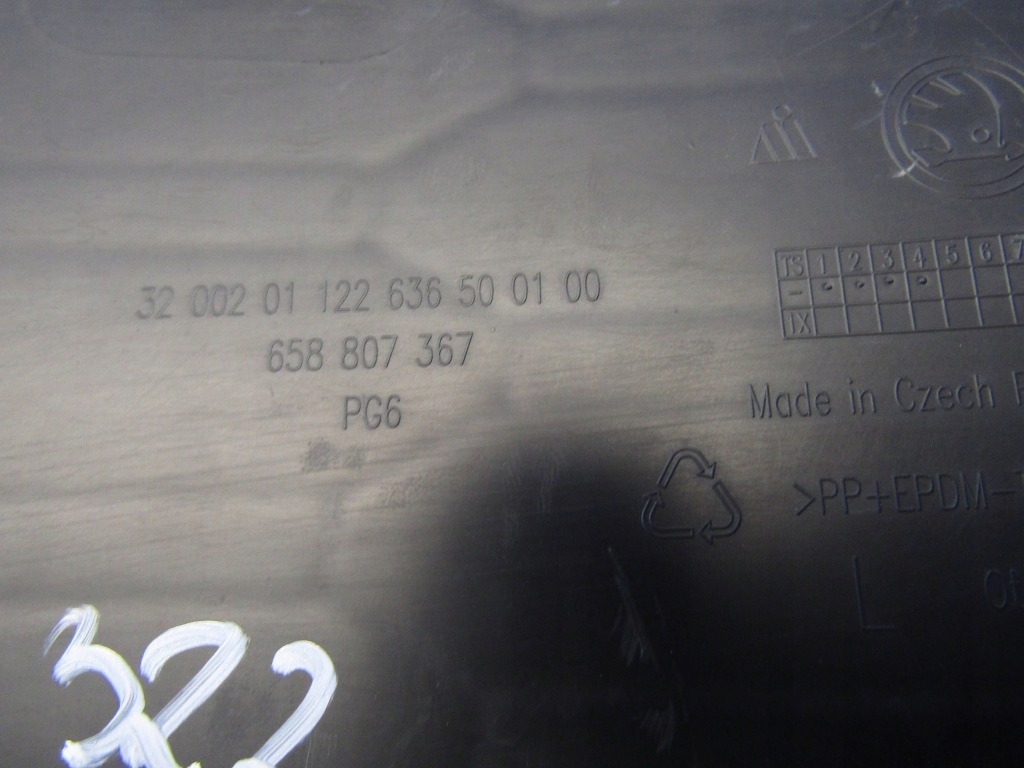 32 002 01 122 636 50 01 00
658 807 367
PG6
TS 1 2 3 4 5 6 7
IX
Made in Czech
>PP+EPDM-
L